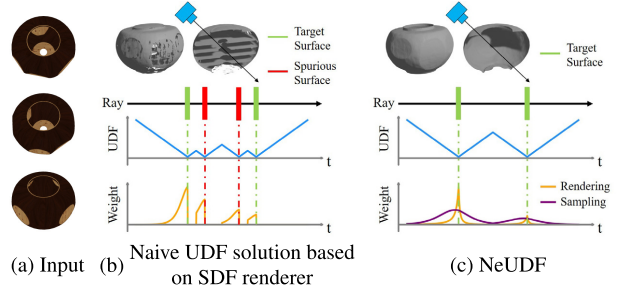 Target
Surface
Spurious
Surface
Ray
UDF
t
Weight
t
Target
Surface
Ray
UDF
t
Rendering
Sampling
Weight
t
(a) Input
(b) Naive UDF solution based
on SDF renderer
(c) NeUDF